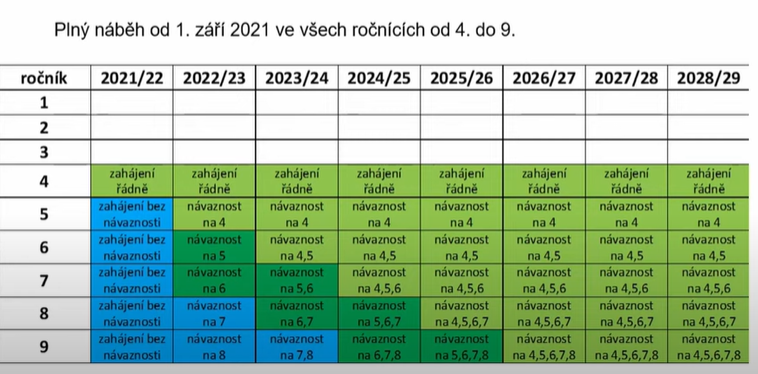 Plný náběh od 1. září 2021 ve všech ročnících od 4. do 9.
ročník 2021/22 2022/23 2023/24 2024/25 2025/26 2026/27 2027/28 2028/29
1
2
3
4 zahájení řádně zahájení řádně zahájení řádně zahájení řádně zahájení řádně zahájení řádně zahájení řádně zahájení řádně
5 zahájení bez návaznosti návaznost na 4 návaznost na 4 návaznost na 4 návaznost na 4 návaznost na 4 návaznost na 4 návaznost na 4
6 zahájení bez návaznosti návaznost na 5 návaznost na 4,5 návaznost na 4,5 návaznost na 4,5 návaznost na 4,5 návaznost na 4,5 návaznost na 4,5
7 zahájení bez návaznosti návaznost na 6 návaznost na 5,6 návaznost na 4,5,6 návaznost na 4,5,6 návaznost na 4,5,6 návaznost na 4,5,6 návaznost na 4,5,6
8 zahájení bez návaznosti návaznost na 7 návaznost na 6,7 návaznost na 5,6,7 návaznost na 4,5,6,7 návaznost na 4,5,6,7 návaznost na 4,5,6,7 návaznost na 4,5,6,7
9 zahájení bez návaznosti návaznost na 8 návaznost na 7,8 návaznost na 6,7,8 návaznost na 5,6,7,8 návaznost na 4,5,6,7,8 návaznost na 4,5,6,7,8 návaznost na 4,5,6,7,8